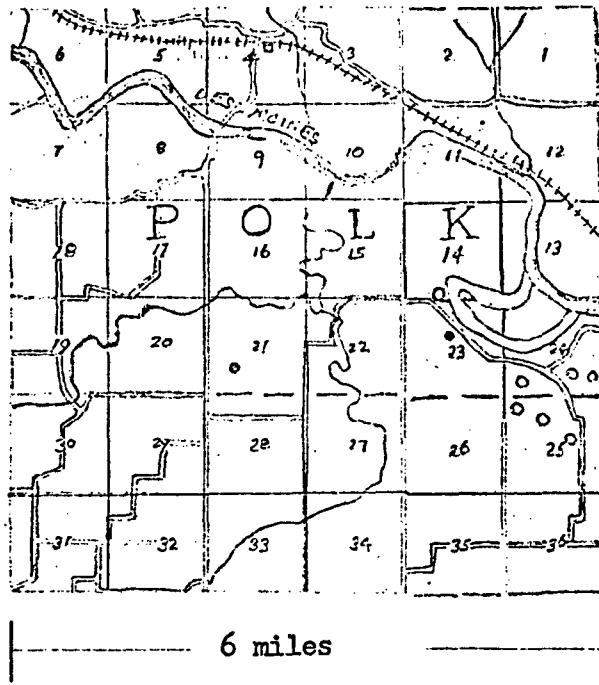 6 5 4 3 2 1
DES MOINES
7 8 9 10 11 12
P O L K
18 17 16 15 14 13
19 20 21 22 23 24
30 29 28 27 26 25
31 32 33 34 35 36
6 miles